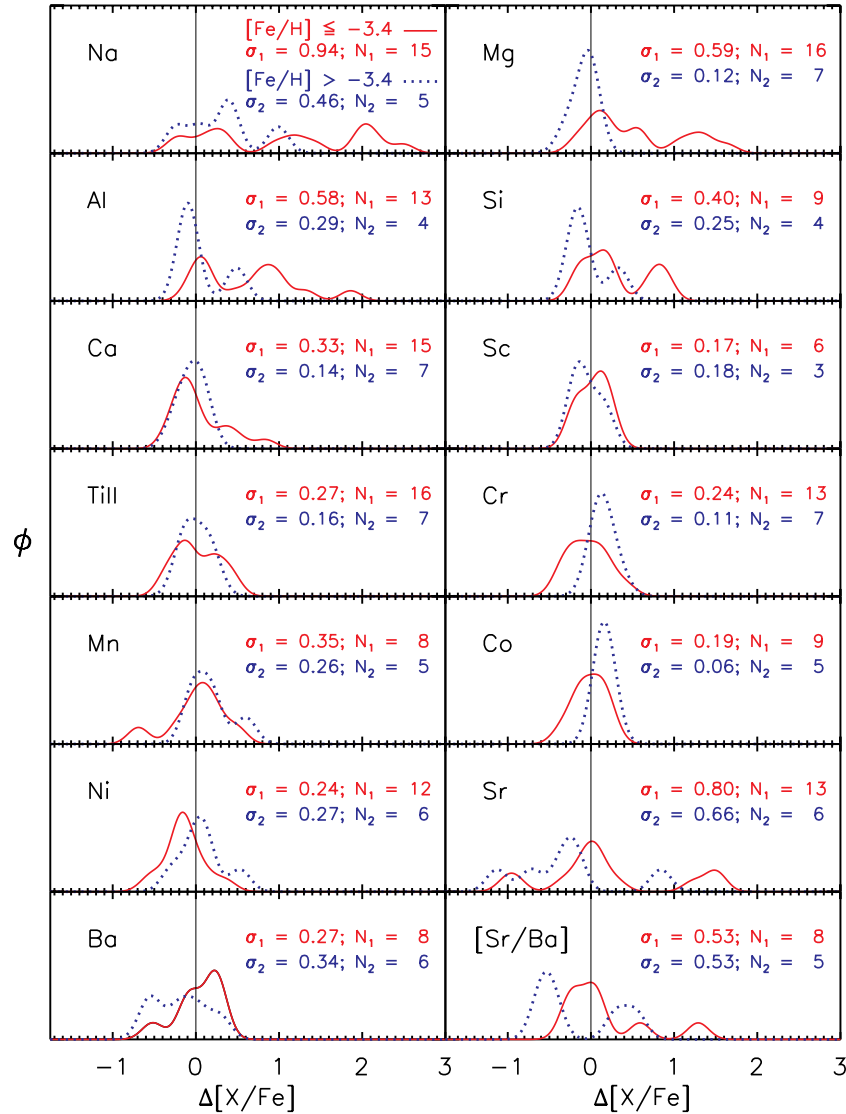 Na
[Fe/H] ≦ −3.4
σ₁ = 0.94; N₁ = 15
[Fe/H] > −3.4
σ₂ = 0.46; N₂ = 5
Mg
σ₁ = 0.59; N₁ = 16
σ₂ = 0.12; N₂ = 7
Al
σ₁ = 0.58; N₁ = 13
σ₂ = 0.29; N₂ = 4
Si
σ₁ = 0.40; N₁ = 9
σ₂ = 0.25; N₂ = 4
Ca
σ₁ = 0.33; N₁ = 15
σ₂ = 0.14; N₂ = 7
Sc
σ₁ = 0.17; N₁ = 6
σ₂ = 0.18; N₂ = 3
TiII
σ₁ = 0.27; N₁ = 16
σ₂ = 0.16; N₂ = 7
Cr
σ₁ = 0.24; N₁ = 13
σ₂ = 0.11; N₂ = 7
ϕ
Mn
σ₁ = 0.35; N₁ = 8
σ₂ = 0.26; N₂ = 5
Co
σ₁ = 0.19; N₁ = 9
σ₂ = 0.06; N₂ = 5
Ni
σ₁ = 0.24; N₁ = 12
σ₂ = 0.27; N₂ = 6
Sr
σ₁ = 0.80; N₁ = 13
σ₂ = 0.66; N₂ = 6
Ba
σ₁ = 0.27; N₁ = 8
σ₂ = 0.34; N₂ = 6
[Sr/Ba]
σ₁ = 0.53; N₁ = 8
σ₂ = 0.53; N₂ = 5
−1 0 1 2 3 −1 0 1 2 3
Δ[X/Fe] Δ[X/Fe]